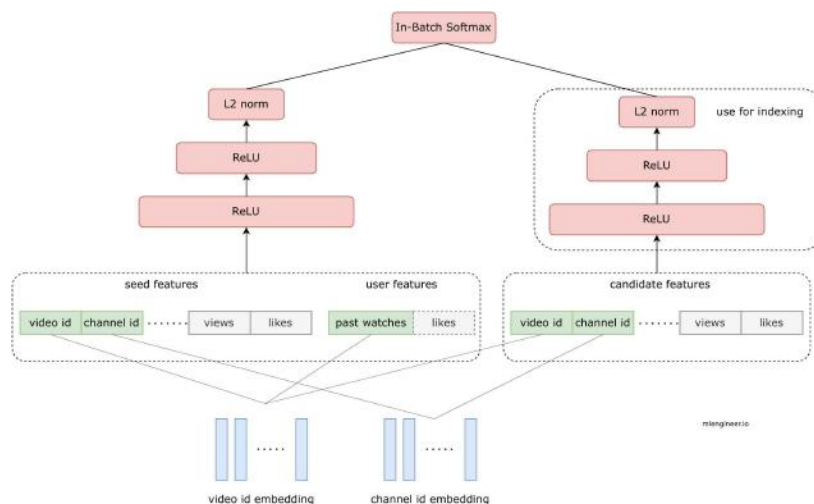 In-Batch Softmax
L2 norm
L2 norm
use for indexing
ReLU
ReLU
ReLU
ReLU
seed features
user features
candidate features
video id channel id ...... views likes
past watches likes
video id channel id ...... views likes
.....
.....
mlengineer.io
video id embedding
channel id embedding